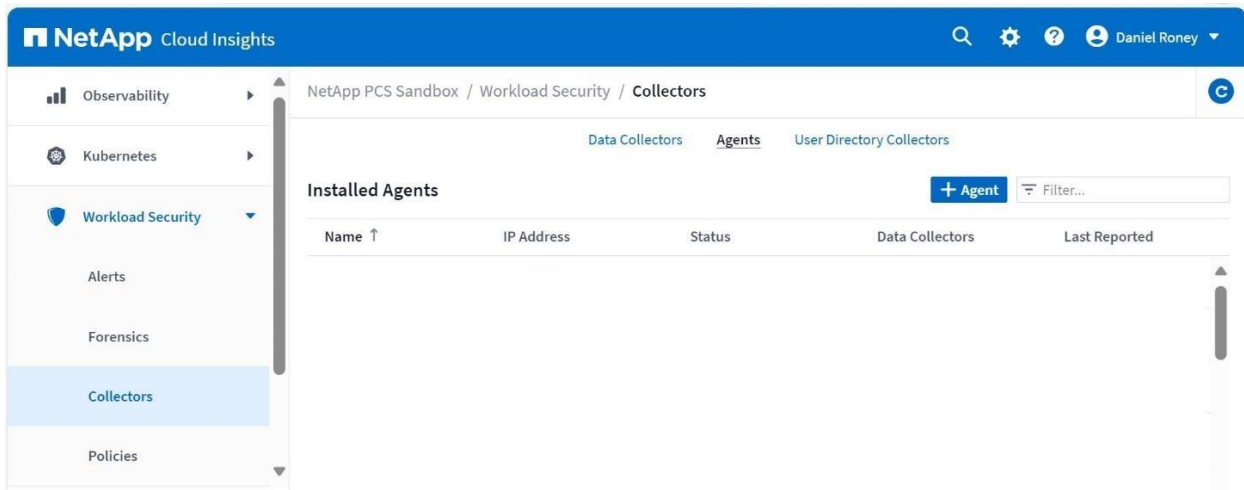 NetApp Cloud Insights
Daniel Roney
Observability
Kubernetes
Workload Security
Alerts
Forensics
Collectors
Policies
NetApp PCS Sandbox / Workload Security / Collectors
Data Collectors Agents User Directory Collectors
Installed Agents
+ Agent
Filter...
Name ↑ IP Address Status Data Collectors Last Reported